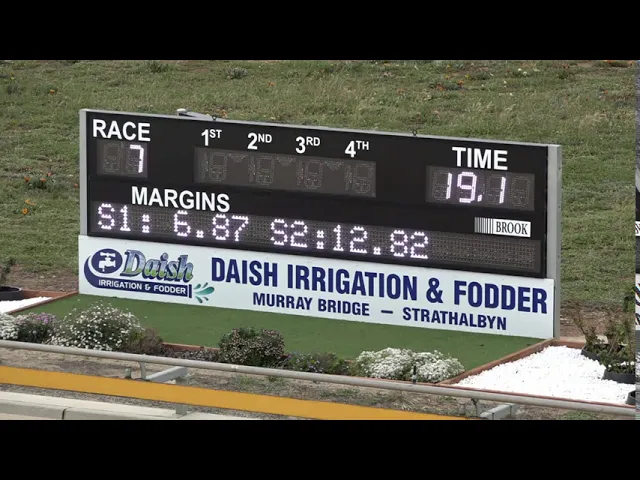 RACE 1ST 2ND 3RD 4TH TIME
7 19.1
MARGINS
S1: 6.87 S2:12.82
BROOK
Daish
IRRIGATION & FODDER
DAISH IRRIGATION & FODDER
MURRAY BRIDGE – STRATHALBYN